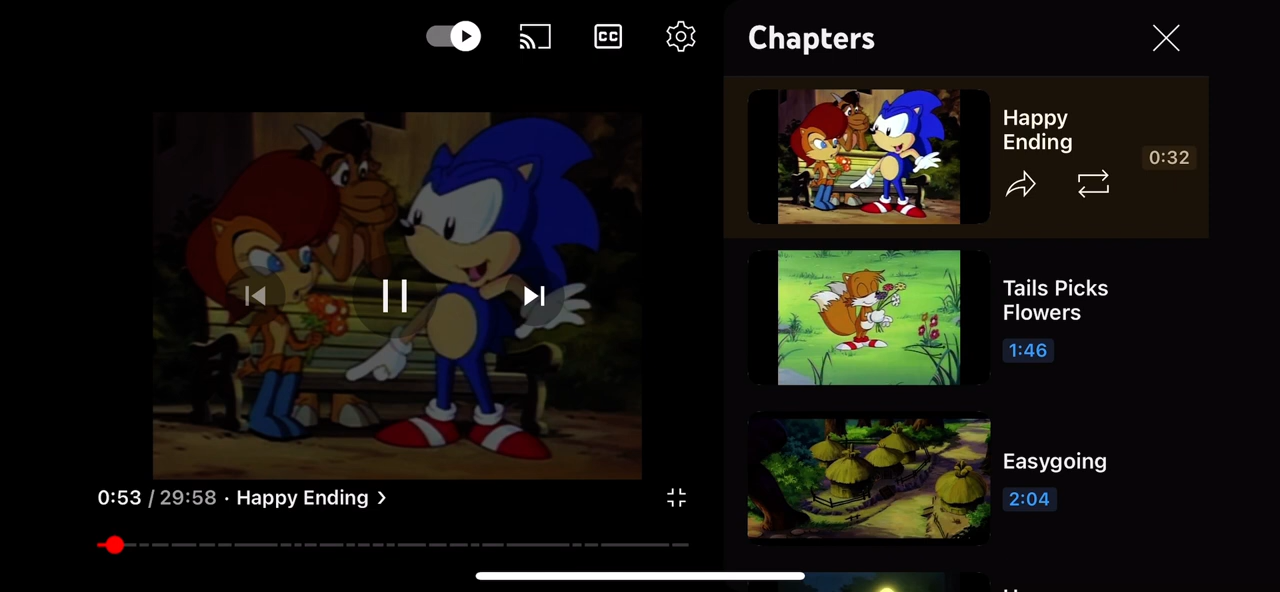 CC
Chapters
Happy
Ending
0:32
Tails Picks
Flowers
1:46
Easygoing
2:04
0:53 / 29:58 · Happy Ending >